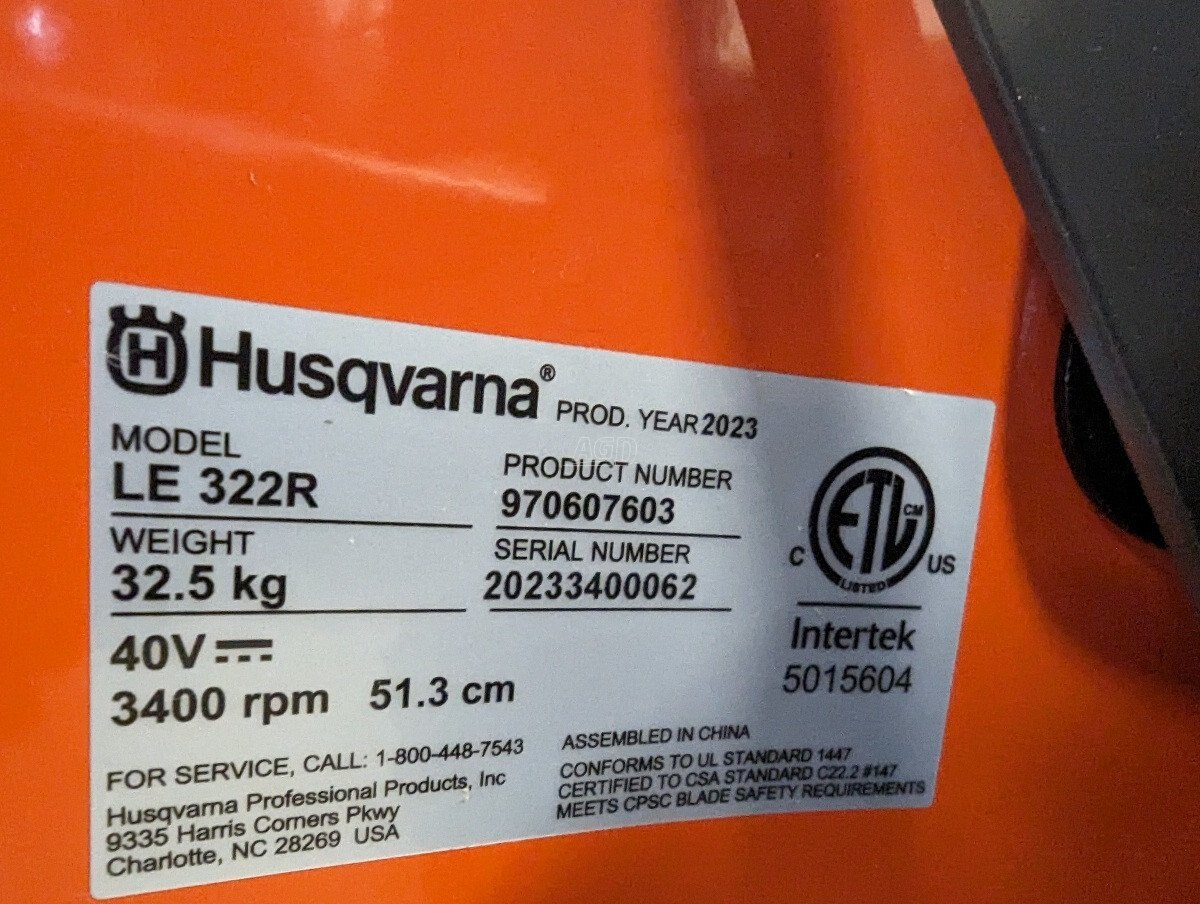 Husqvarna® PROD. YEAR 2023
MODEL
LE 322R
PRODUCT NUMBER
970607603
WEIGHT
32.5 kg
SERIAL NUMBER
20233400062
40V
3400 rpm 51.3 cm
FOR SERVICE, CALL: 1-800-448-7543
Husqvarna Professional Products, Inc
9335 Harris Corners Pkwy
Charlotte, NC 28269 USA
C ETL CM US
LISTED
Intertek
5015604
ASSEMBLED IN CHINA
CONFORMS TO UL STANDARD 1447
CERTIFIED TO CSA STANDARD C22.2 #147
MEETS CPSC BLADE SAFETY REQUIREMENTS
AGD